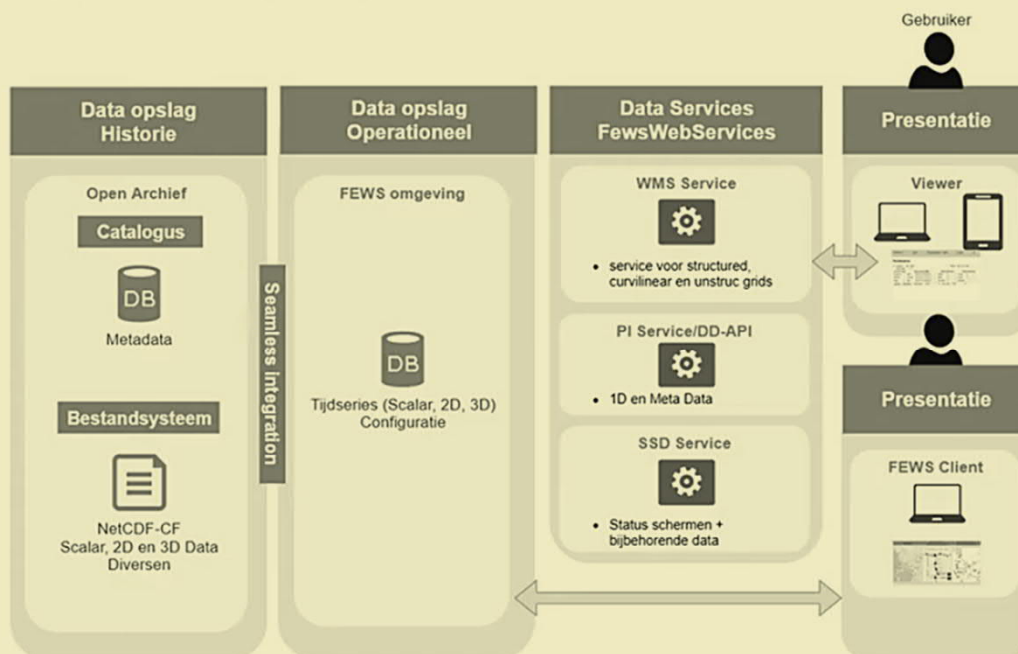 Gebruiker
Data opslag
Historie
Open Archief
Catalogus
DB
Metadata
Bestandsysteem
NetCDF-CF
Scalar, 2D en 3D Data
Diversen
Seamless integration
Data opslag
Operationeel
FEWS omgeving
DB
Tijdseries (Scalar, 2D, 3D)
Configuratie
Data Services
FewsWebServices
WMS Service
• service voor structured,
curvilinear en unstruc grids
PI Service/DD-API
• 1D en Meta Data
SSD Service
• Status schermen +
bijbehorende data
Presentatie
Viewer
Presentatie
FEWS Client